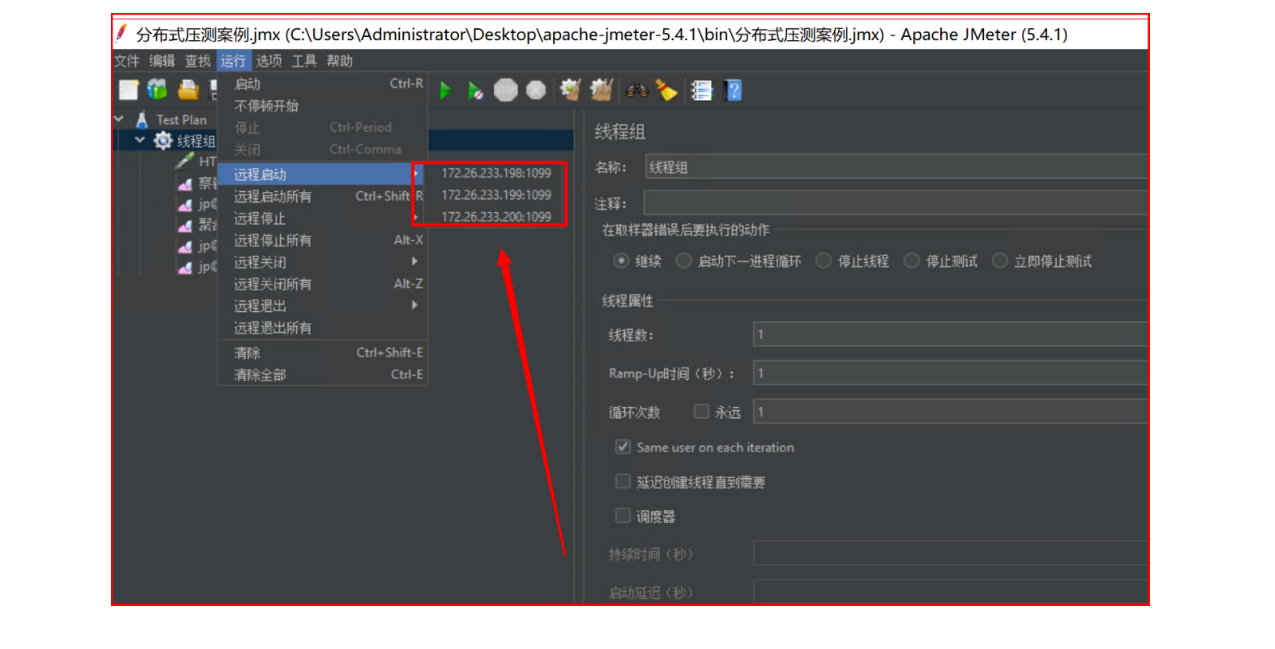 分布式压测案例.jmx (C:\Users\Administrator\Desktop\apache-jmeter-5.4.1\bin\分布式压测案例.jmx) - Apache JMeter (5.4.1)
文件 编辑 查找 运行 选项 工具 帮助
启动 Ctrl-R
不停顿开始
停止 Ctrl-Period
关闭 Ctrl-Comma
远程启动
远程启动所有 Ctrl+Shift-R
远程停止
远程停止所有 Alt-X
远程关闭
远程关闭所有 Alt-Z
远程退出
远程退出所有
清除 Ctrl+Shift-E
清除全部 Ctrl-E
172.26.233.198:1099
172.26.233.199:1099
172.26.233.200:1099
Test Plan
线程组
HT
察
jp@
聚
jp@
jp@
线程组
名称: 线程组
注释:
在取样器错误后要执行的动作
继续 启动下一进程循环 停止线程 停止测试 立即停止测试
线程属性
线程数: 1
Ramp-Up时间（秒）: 1
循环次数 永远 1
Same user on each iteration
延迟创建线程直到需要
调度器
持续时间（秒）
启动延迟（秒）